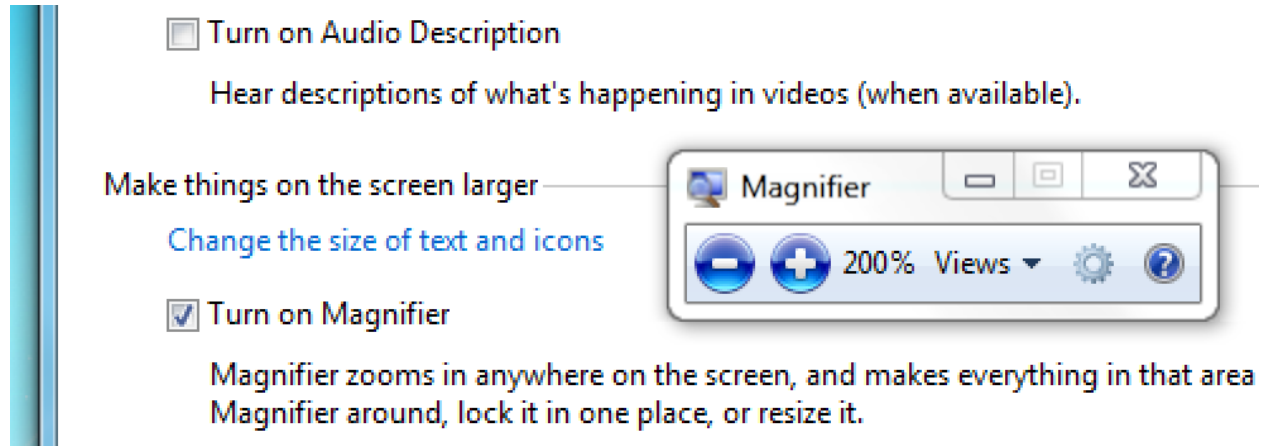 Turn on Audio Description
Hear descriptions of what's happening in videos (when available).
Make things on the screen larger
Magnifier
Change the size of text and icons
200% Views
Turn on Magnifier
Magnifier zooms in anywhere on the screen, and makes everything in that area
Magnifier around, lock it in one place, or resize it.